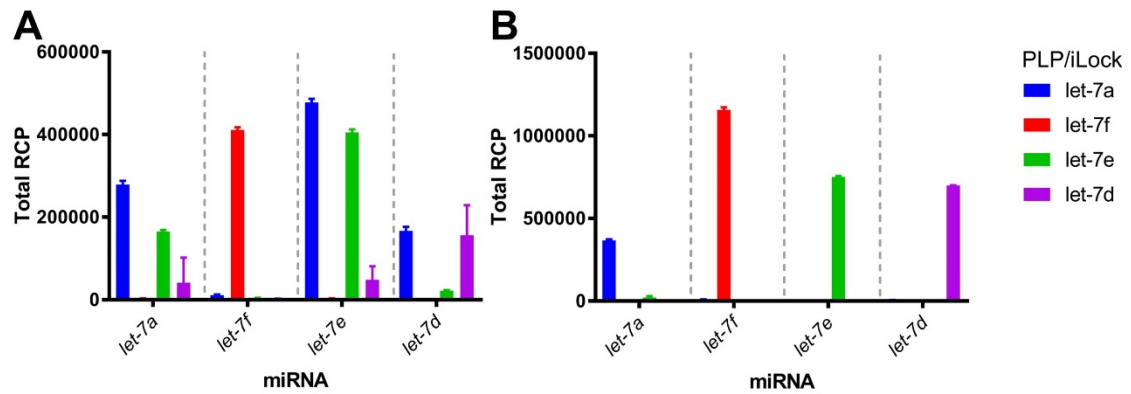 A
Total RCP
600000
400000
200000
0
let-7a
let-7f
let-7e
let-7d
miRNA
B
Total RCP
1500000
1000000
500000
0
let-7a
let-7f
let-7e
let-7d
miRNA
PLP/iLock
let-7a
let-7f
let-7e
let-7d